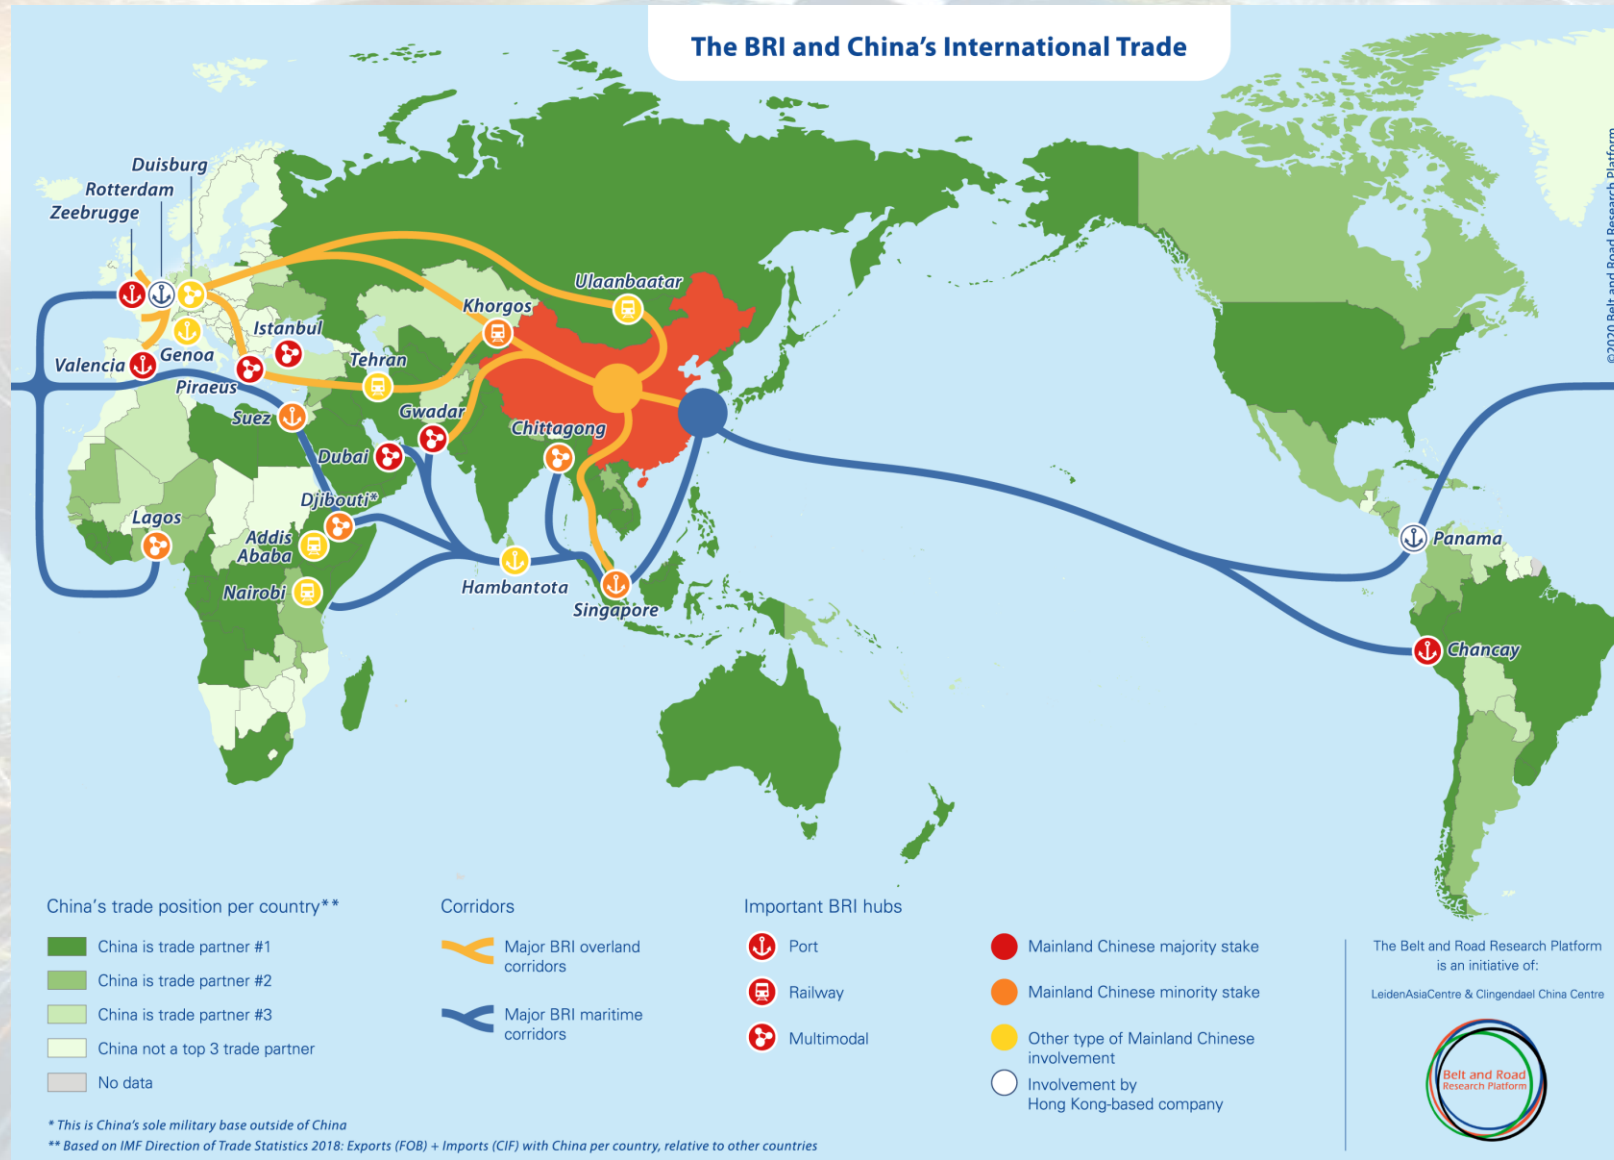 The BRI and China's International Trade
©2020 Belt and Road Research Platform
Duisburg
Rotterdam
Zeebrugge
Ulaanbaatar
Khorgos
Istanbul
Genoa
Valencia
Tehran
Piraeus
Gwadar
Suez
Chittagong
Dubai
Djibouti*
Lagos
Addis
Ababa
Nairobi
Hambantota
Singapore
Panama
Chancay
China's trade position per country**
China is trade partner #1
China is trade partner #2
China is trade partner #3
China not a top 3 trade partner
No data
Corridors
Major BRI overland
corridors
Major BRI maritime
corridors
Important BRI hubs
Port
Railway
Multimodal
Mainland Chinese majority stake
Mainland Chinese minority stake
Other type of Mainland Chinese
involvement
Involvement by
Hong Kong-based company
The Belt and Road Research Platform
is an initiative of:
LeidenAsiaCentre & Clingendael China Centre
Belt and Road
Research Platform
* This is China's sole military base outside of China
** Based on IMF Direction of Trade Statistics 2018: Exports (FOB) + Imports (CIF) with China per country, relative to other countries